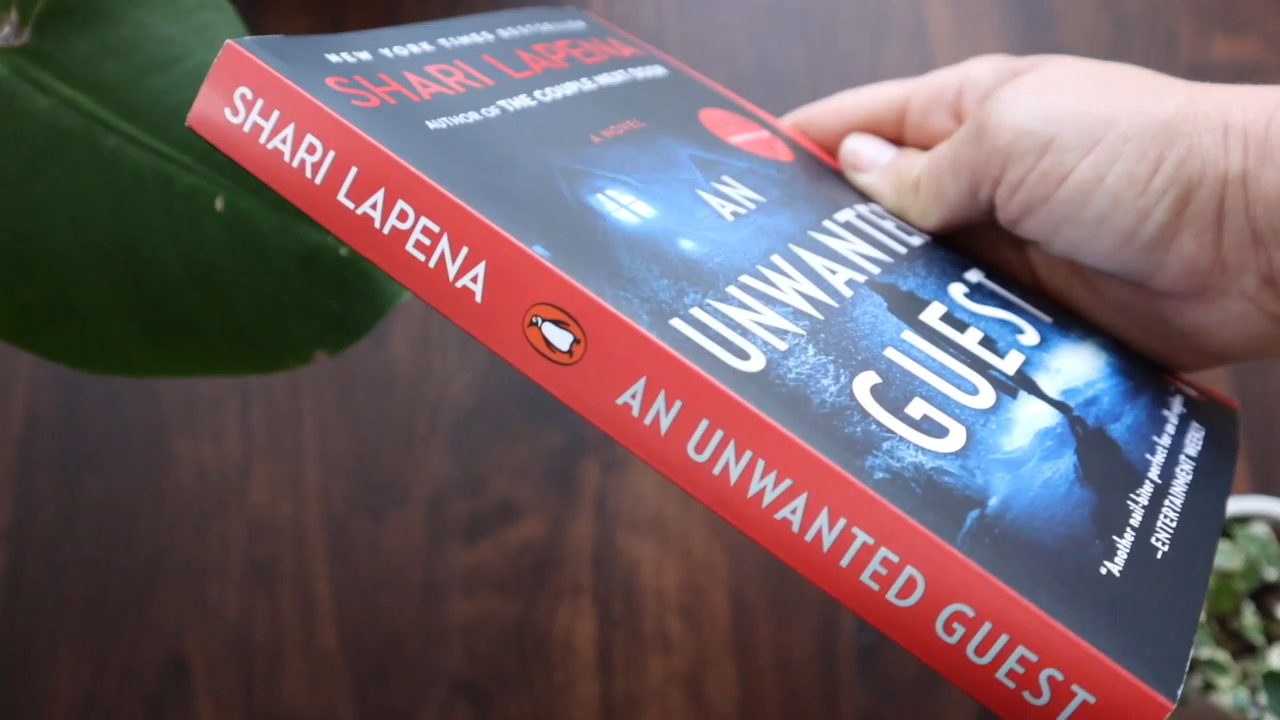 NEW YORK TIMES BESTSELLER
SHARI LAPENA
AUTHOR OF THE COUPLE NEXT DOOR
A NOVEL
AN
UNWANTED
GUEST
"Another nail-biter perfect for an all-
–ENTERTAINMENT WEEKLY
SHARI LAPENA
AN UNWANTED GUEST